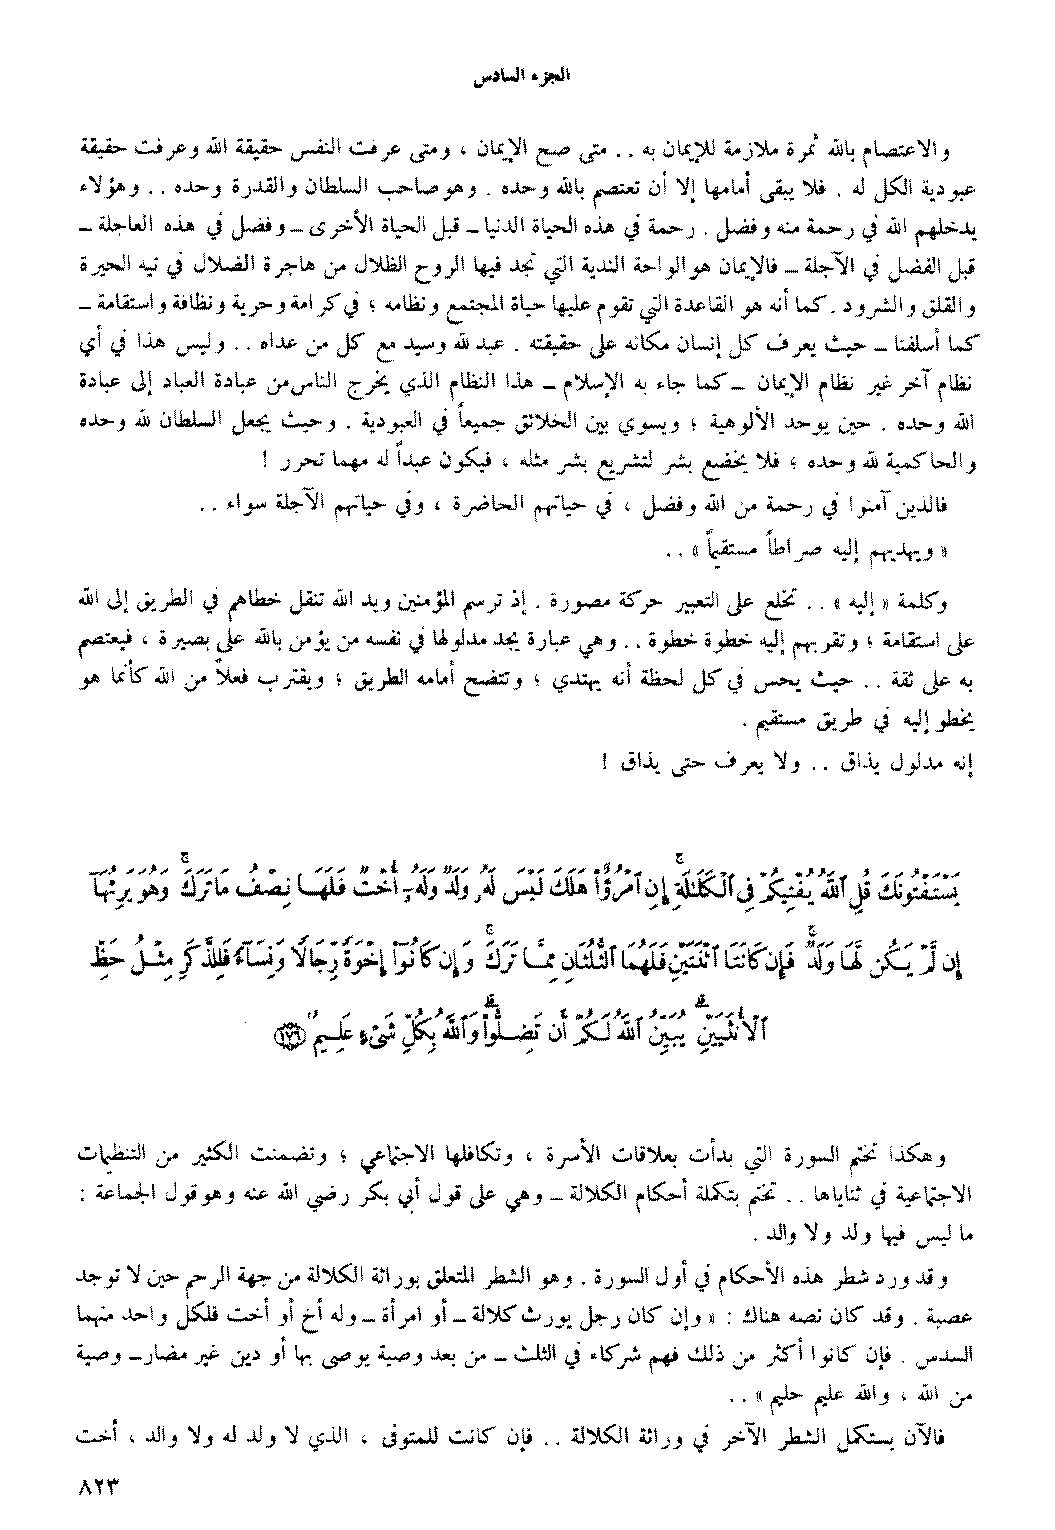 الجزء السادس
والاعتصام بالله ثمرة ملازمة للإيمان به .. متى صح الإيمان ، ومتى عرفت النفس حقيقة الله وعرفت حقيقة
عبودية الكل له . فلا يبقى أمامها إلا أن تعتصم بالله وحده . وهو صاحب السلطان والقدرة وحده .. وهؤلاء
يدخلهم الله في رحمة منه وفضل . رحمة في هذه الحياة الدنيا – قبل الحياة الأخرى – وفضل في هذه العاجلة –
قبل الفضل في الآجلة – فالإيمان هو الواحة الندية التي تجد فيها الروح الظلال من هاجرة الضلال في تيه الحيرة
والقلق والشرود . كما أنه هو القاعدة التي تقوم عليها حياة المجتمع ونظامه ؛ في كرامة وحرية ونظافة واستقامة –
كما أسلفنا – حيث يعرف كل إنسان مكانه على حقيقته . عبد لله وسيد مع كل من عداه .. وليس هذا في أي
نظام آخر غير نظام الإيمان – كما جاء به الإسلام – هذا النظام الذي يخرج الناس من عبادة العباد إلى عبادة
الله وحده . حين يوحد الألوهية ؛ ويسوي بين الخلائق جميعاً في العبودية . وحيث يجعل السلطان لله وحده
والحاكمية لله وحده ؛ فلا يخضع بشر لتشريع بشر مثله ، فيكون عبداً له مهما تحرر !
فالذين آمنوا في رحمة من الله وفضل ، في حياتهم الحاضرة ، وفي حياتهم الآجلة سواء ..
« ويهديهم إليه صراطاً مستقيماً » ..
وكلمة « إليه » .. تخلع على التعبير حركة مصورة . إذ ترسم المؤمنين ويد الله تنقل خطاهم في الطريق إلى الله
على استقامة ؛ وتقربهم إليه خطوة خطوة .. وهي عبارة يجد مدلولها في نفسه من يؤمن بالله على بصيرة ، فيعتصم
به على ثقة .. حيث يحس في كل لحظة أنه يهتدي ؛ وتتضح أمامه الطريق ؛ ويقترب فعلاً من الله كأنما هو
يخطو إليه في طريق مستقيم .
إنه مدلول يذاق .. ولا يعرف حتى يذاق !
يَسْتَفْتُونَكَ قُلِ ٱللَّهُ يُفْتِيكُمْ فِى ٱلْكَلَـٰلَةِ ۚ إِنِ ٱمْرُؤٌا۟ هَلَكَ لَيْسَ لَهُۥ وَلَدٌ وَلَهُۥٓ أُخْتٌ فَلَهَا نِصْفُ مَا تَرَكَ ۚ وَهُوَ يَرِثُهَآ
إِن لَّمْ يَكُن لَّهَا وَلَدٌ ۚ فَإِن كَانَتَا ٱثْنَتَيْنِ فَلَهُمَا ٱلثُّلُثَانِ مِمَّا تَرَكَ ۚ وَإِن كَانُوٓا۟ إِخْوَةً رِّجَالًا وَنِسَآءً فَلِلذَّكَرِ مِثْلُ حَظِّ
ٱلْأُنثَيَيْنِ ۗ يُبَيِّنُ ٱللَّهُ لَكُمْ أَن تَضِلُّوا۟ ۗ وَٱللَّهُ بِكُلِّ شَىْءٍ عَلِيمٌۢ ﴿١٧٦﴾
وهكذا تختم السورة التي بدأت بعلاقات الأسرة ، وتكافلها الاجتماعي ؛ وتضمنت الكثير من التنظيمات
الاجتماعية في ثناياها .. تختم بتكملة أحكام الكلالة – وهي على قول أبي بكر رضي الله عنه وهو قول الجماعة :
ما ليس فيها ولد ولا والد .
وقد ورد شطر هذه الأحكام في أول السورة . وهو الشطر المتعلق بوراثة الكلالة من جهة الرحم حين لا توجد
عصبة . وقد كان نصه هناك : « وإن كان رجل يورث كلالة – أو امرأة – وله أخ أو أخت فلكل واحد منهما
السدس . فإن كانوا أكثر من ذلك فهم شركاء في الثلث – من بعد وصية يوصى بها أو دين غير مضار – وصية
من الله ، والله عليم حليم » ..
فالآن يستكمل الشطر الآخر في وراثة الكلالة .. فإن كانت للمتوفى ، الذي لا ولد له ولا والد ، أخت
٨٢٣